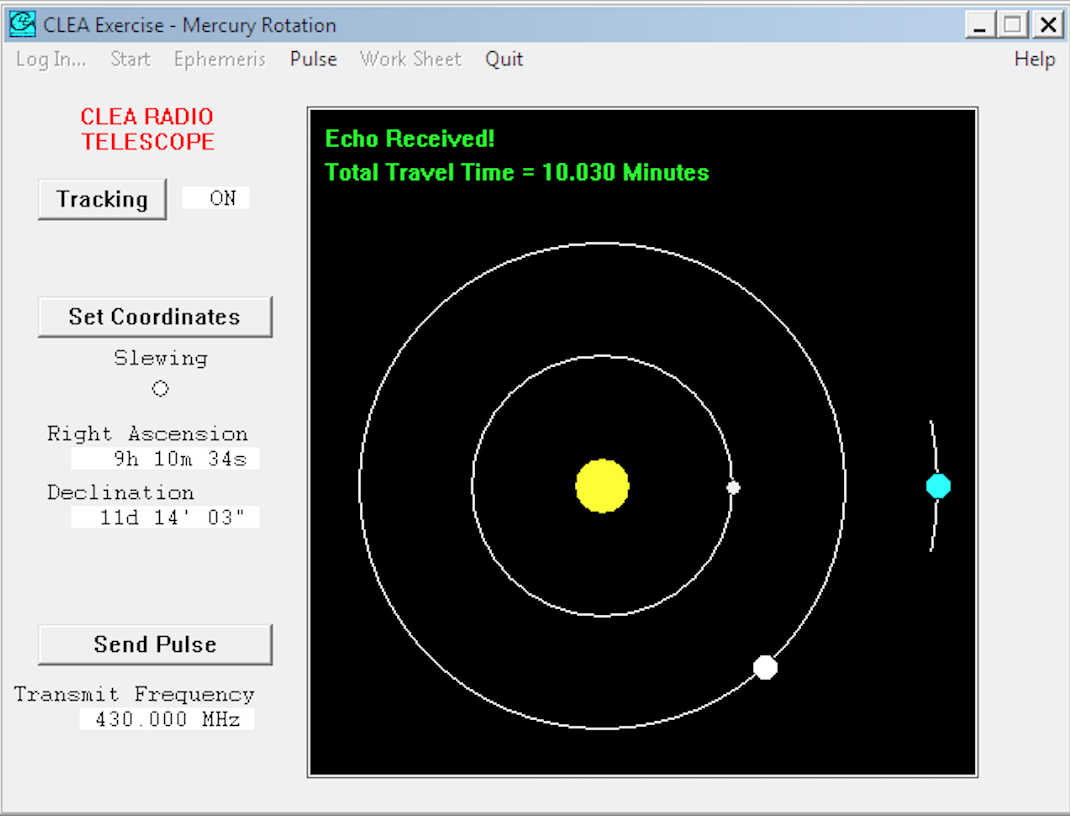 CLEA Exercise - Mercury Rotation
Log In... Start Ephemeris Pulse Work Sheet Quit Help
CLEA RADIO
TELESCOPE
Tracking ON
Set Coordinates
Slewing
Right Ascension
9h 10m 34s
Declination
11d 14' 03"
Send Pulse
Transmit Frequency
430.000 MHz
Echo Received!
Total Travel Time = 10.030 Minutes